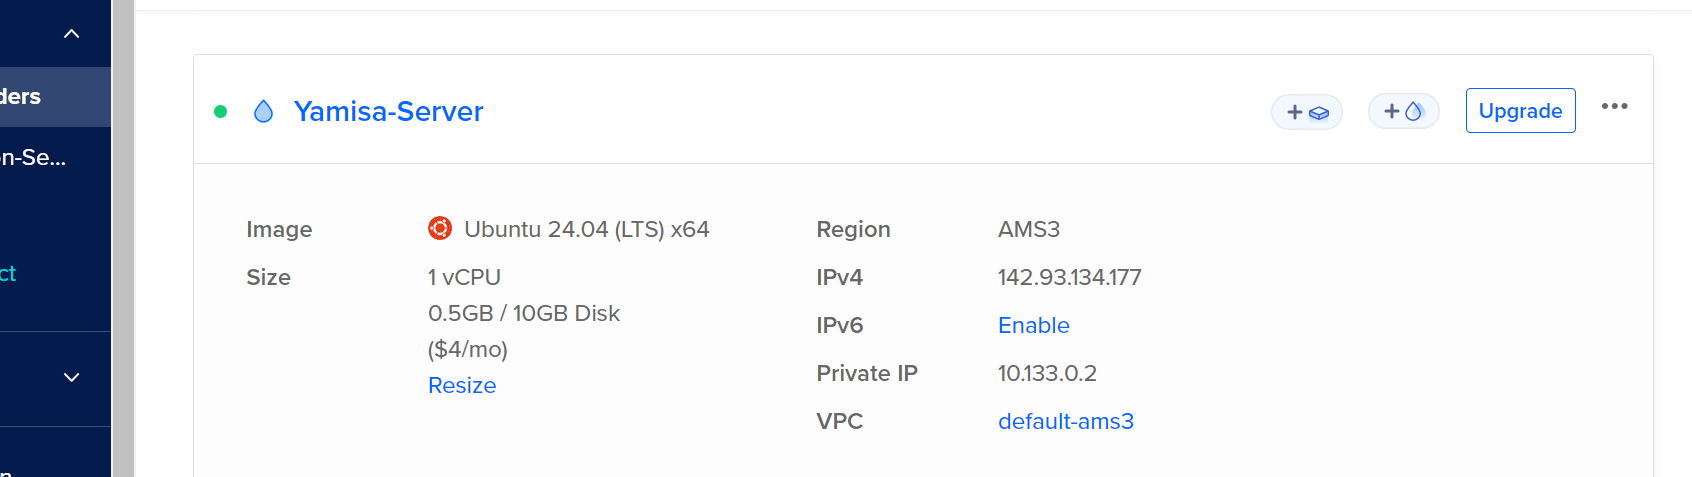 ders
n-Se...
ct
Yamisa-Server
Upgrade
Image
Ubuntu 24.04 (LTS) x64
Size
1 vCPU
0.5GB / 10GB Disk
($4/mo)
Resize
Region
AMS3
IPv4
142.93.134.177
IPv6
Enable
Private IP
10.133.0.2
VPC
default-ams3